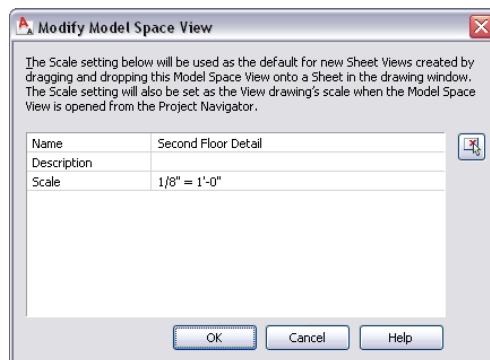 Modify Model Space View
The Scale setting below will be used as the default for new Sheet Views created by
dragging and dropping this Model Space View onto a Sheet in the drawing window.
The Scale setting will also be set as the View drawing's scale when the Model Space
View is opened from the Project Navigator.
Name Second Floor Detail
Description
Scale 1/8" = 1'-0"
OK Cancel Help